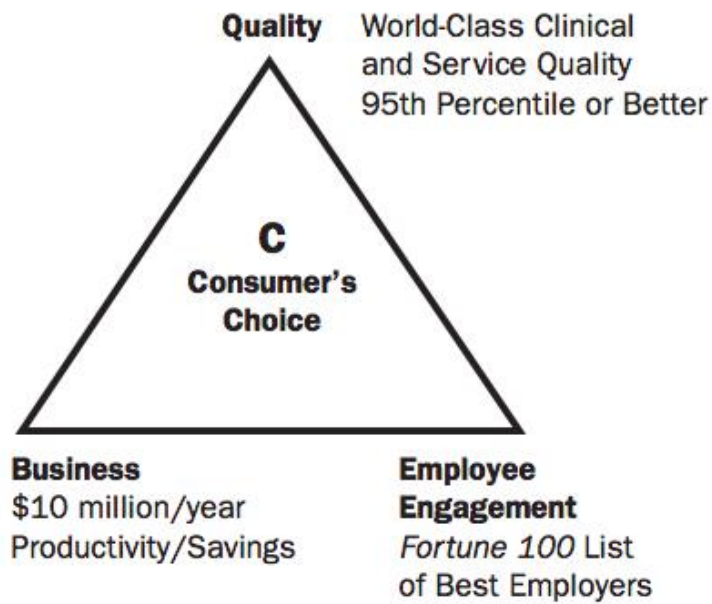 Quality World-Class Clinical
and Service Quality
95th Percentile or Better
C
Consumer's
Choice
Business
$10 million/year
Productivity/Savings
Employee
Engagement
Fortune 100 List
of Best Employers